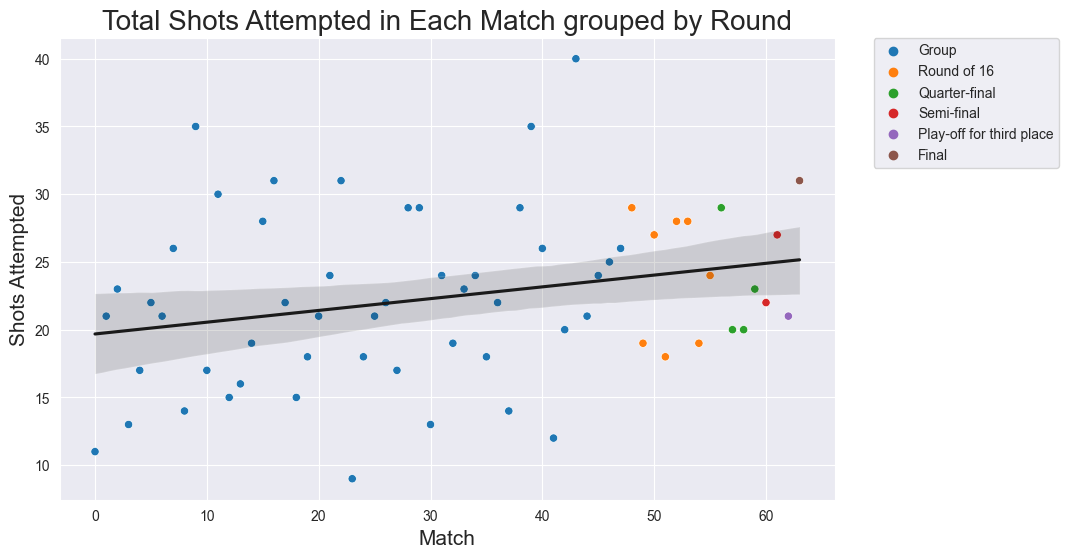 Total Shots Attempted in Each Match grouped by Round
Group
Round of 16
Quarter-final
Semi-final
Play-off for third place
Final
Shots Attempted
40
35
30
25
20
15
10
0 10 20 30 40 50 60
Match